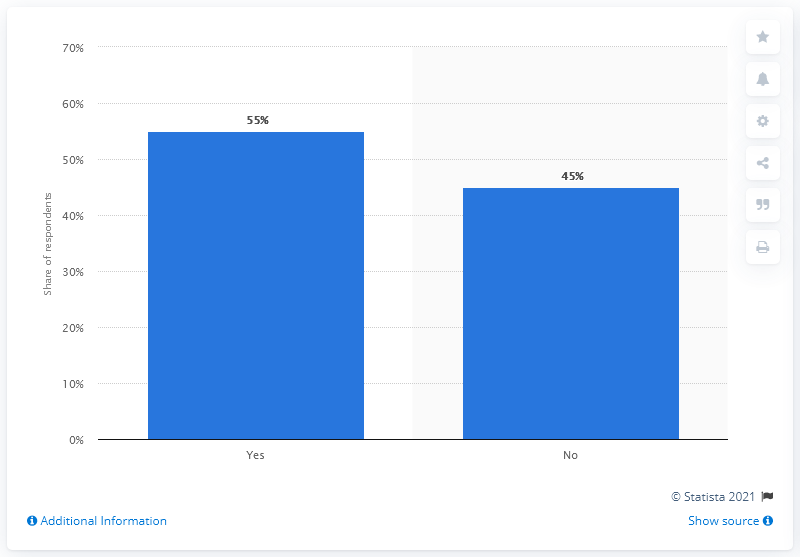 70%
60%
50%
40%
30%
20%
10%
0%
Share of respondents
55%
45%
Yes
No
© Statista 2021
Additional Information
Show source